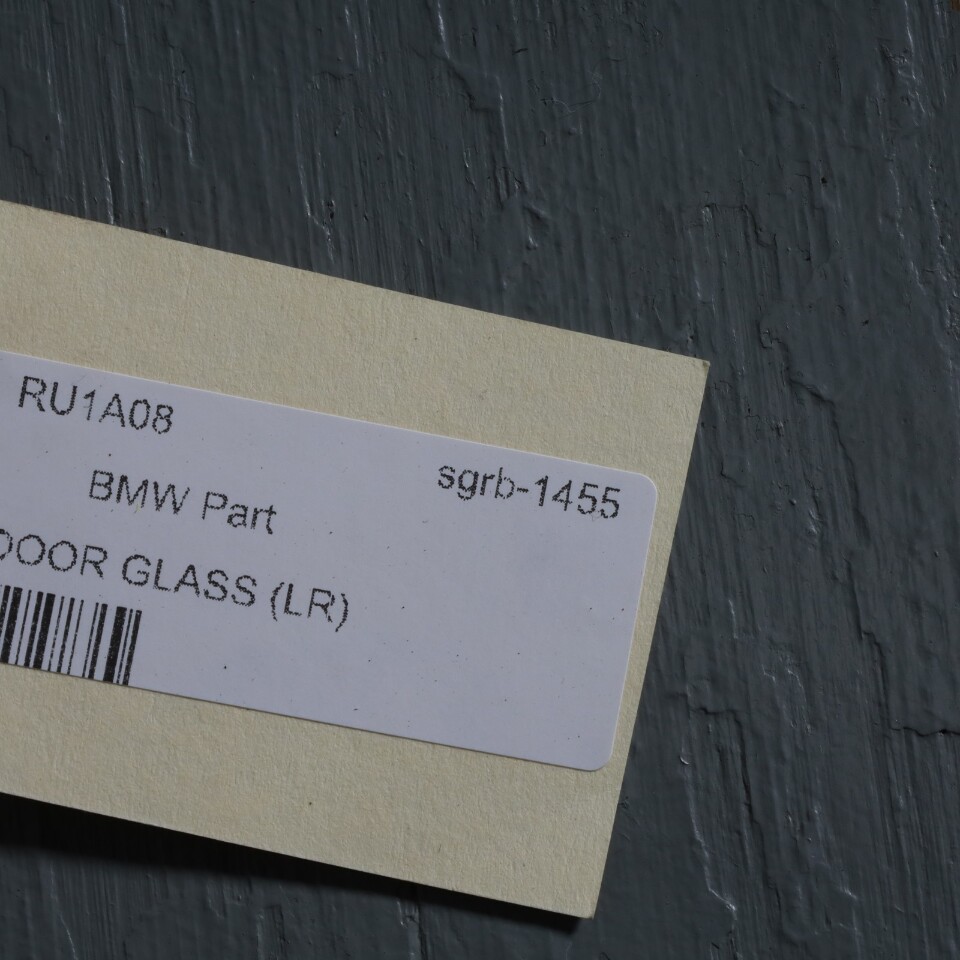 RU1A08
sgrb-1455
BMW Part
DOOR GLASS (LR)